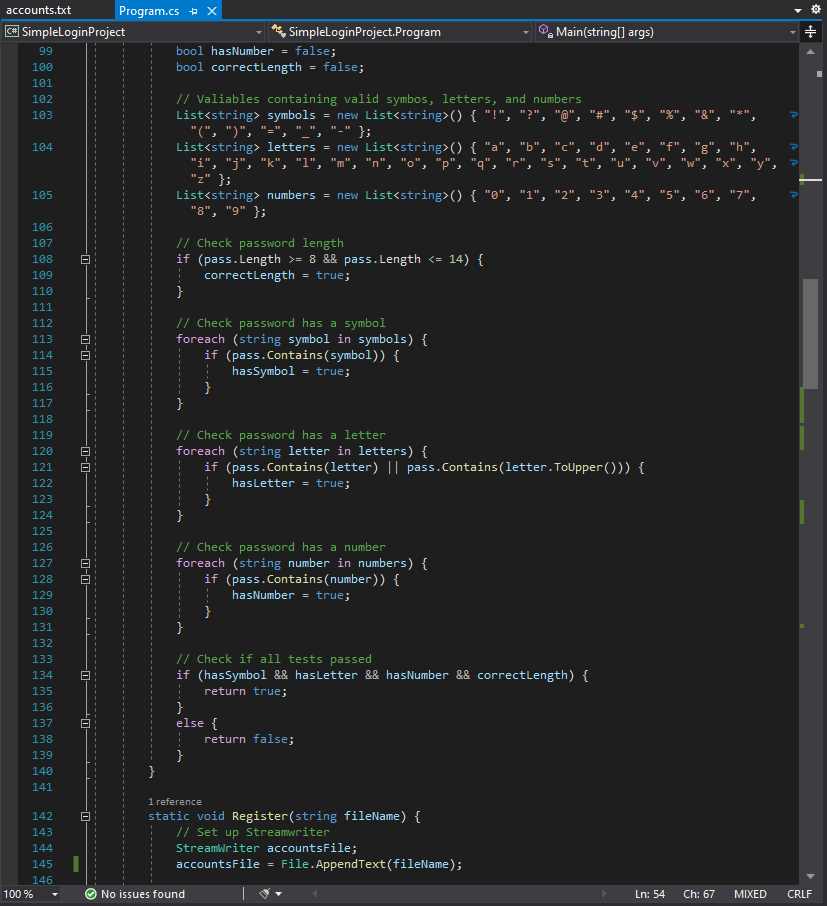 accounts.txt
Program.cs
SimpleLoginProject
SimpleLoginProject.Program
Main(string[] args)
99 bool hasNumber = false;
100 bool correctLength = false;
101
102 // Valiables containing valid symbos, letters, and numbers
103 List<string> symbols = new List<string>() { "!", "?", "@", "#", "$", "%", "&", "*",
"(", ")", "=", "_", "-" };
104 List<string> letters = new List<string>() { "a", "b", "c", "d", "e", "f", "g", "h",
"i", "j", "k", "l", "m", "n", "o", "p", "q", "r", "s", "t", "u", "v", "w", "x", "y",
"z" };
105 List<string> numbers = new List<string>() { "0", "1", "2", "3", "4", "5", "6", "7",
"8", "9" };
106
107 // Check password length
108 if (pass.Length >= 8 && pass.Length <= 14) {
109 correctLength = true;
110 }
111
112 // Check password has a symbol
113 foreach (string symbol in symbols) {
114 if (pass.Contains(symbol)) {
115 hasSymbol = true;
116 }
117 }
118
119 // Check password has a letter
120 foreach (string letter in letters) {
121 if (pass.Contains(letter) || pass.Contains(letter.ToUpper())) {
122 hasLetter = true;
123 }
124 }
125
126 // Check password has a number
127 foreach (string number in numbers) {
128 if (pass.Contains(number)) {
129 hasNumber = true;
130 }
131 }
132
133 // Check if all tests passed
134 if (hasSymbol && hasLetter && hasNumber && correctLength) {
135 return true;
136 }
137 else {
138 return false;
139 }
140 }
141
1 reference
142 static void Register(string fileName) {
143 // Set up Streamwriter
144 StreamWriter accountsFile;
145 accountsFile = File.AppendText(fileName);
146
100 % No issues found Ln: 54 Ch: 67 MIXED CRLF